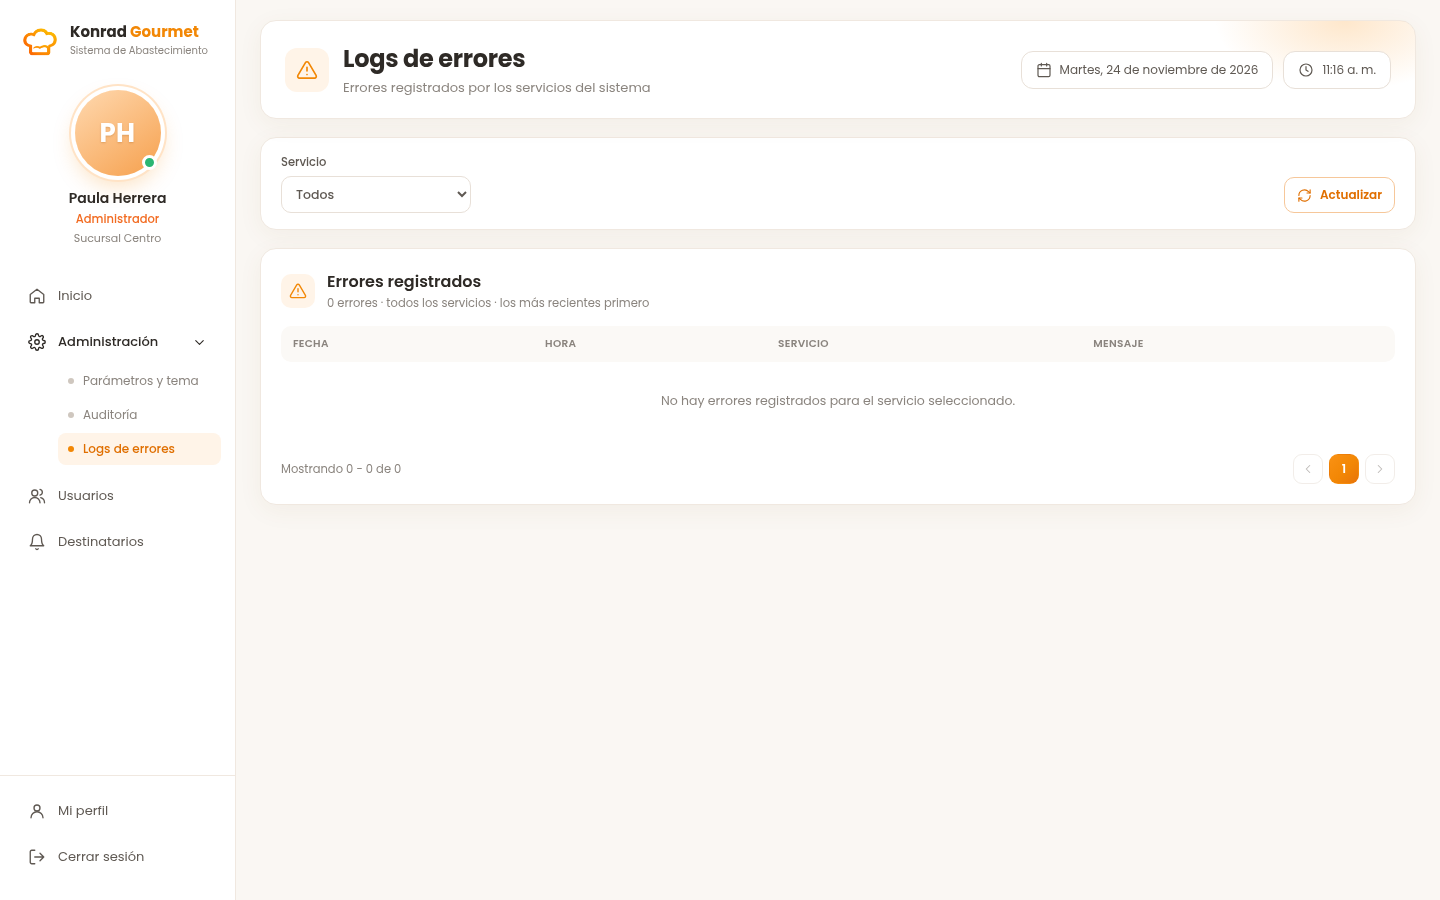 Konrad Gourmet
Sistema de Abastecimiento
PH
Paula Herrera
Administrador
Sucursal Centro
Inicio
Administración
Parámetros y tema
Auditoría
Logs de errores
Usuarios
Destinatarios
Mi perfil
Cerrar sesión
Logs de errores
Errores registrados por los servicios del sistema
Martes, 24 de noviembre de 2026
11:16 a. m.
Servicio
Todos
Actualizar
Errores registrados
0 errores · todos los servicios · los más recientes primero
FECHA HORA SERVICIO MENSAJE
No hay errores registrados para el servicio seleccionado.
Mostrando 0 - 0 de 0
1